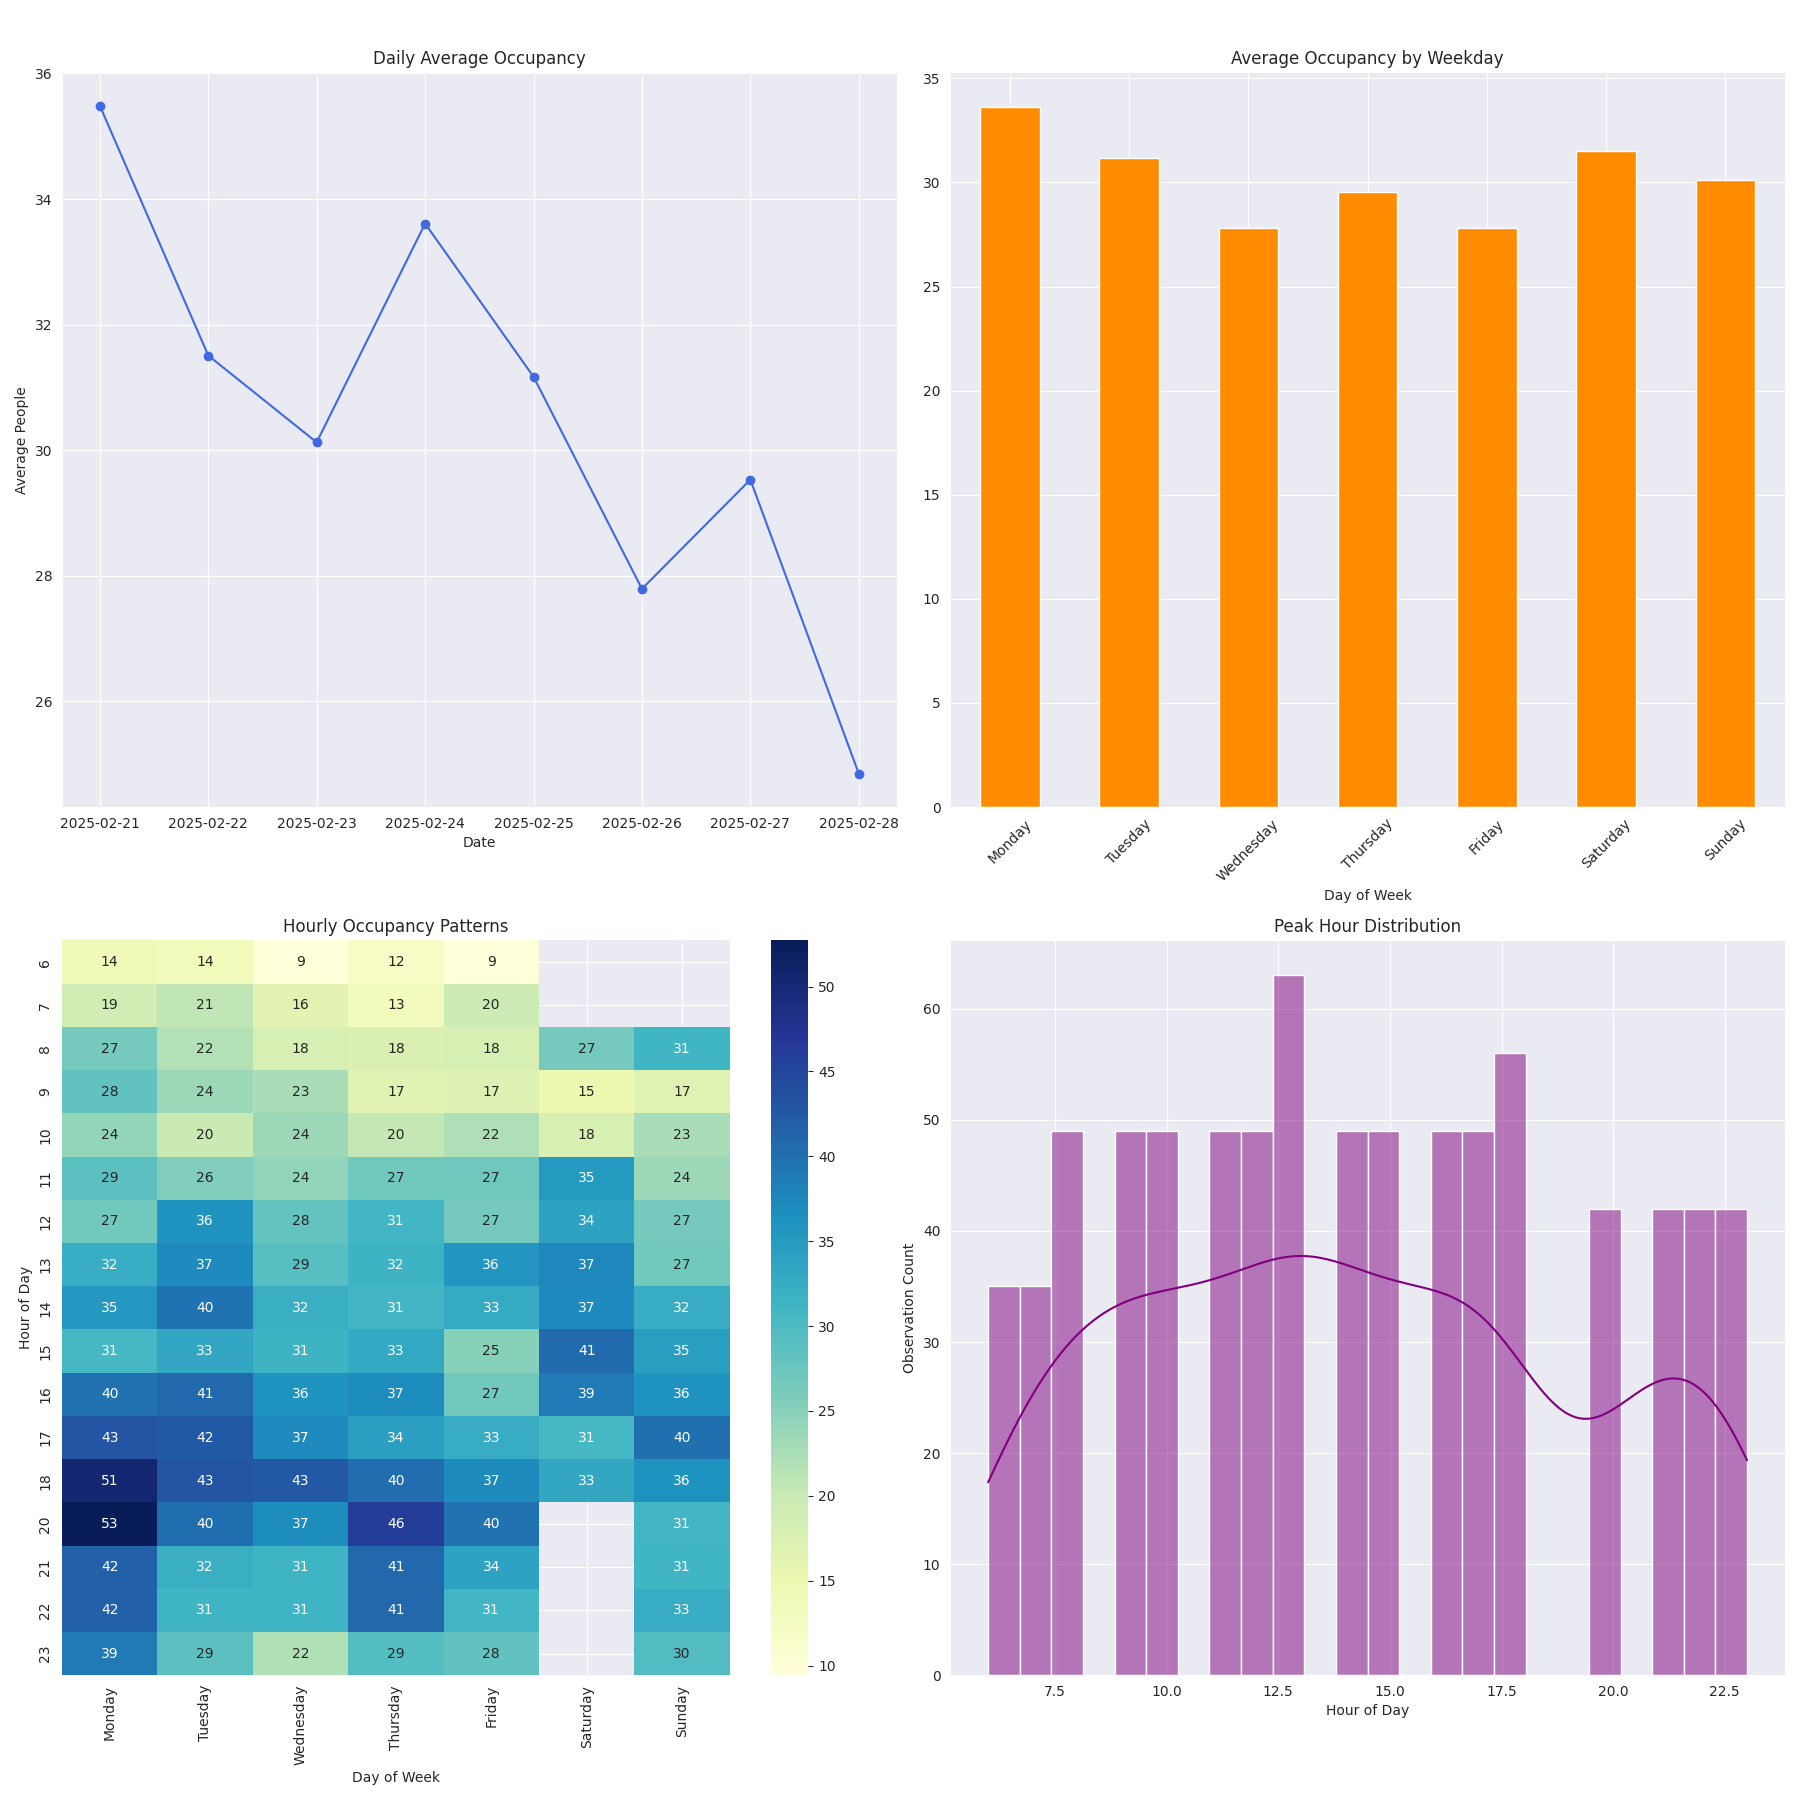 Daily Average Occupancy
36
34
32
30
28
26
Average People
2025-02-21 2025-02-22 2025-02-23 2025-02-24 2025-02-25 2025-02-26 2025-02-27 2025-02-28
Date
Average Occupancy by Weekday
35
30
25
20
15
10
5
0
Monday Tuesday Wednesday Thursday Friday Saturday Sunday
Day of Week
Hourly Occupancy Patterns
Hour of Day
6 14 14 9 12 9
7 19 21 16 13 20
8 27 22 18 18 18 27 31
9 28 24 23 17 17 15 17
10 24 20 24 20 22 18 23
11 29 26 24 27 27 35 24
12 27 36 28 31 27 34 27
13 32 37 29 32 36 37 27
14 35 40 32 31 33 37 32
15 31 33 31 33 25 41 35
16 40 41 36 37 27 39 36
17 43 42 37 34 33 31 40
18 51 43 43 40 37 33 36
20 53 40 37 46 40 31
21 42 32 31 41 34 31
22 42 31 31 41 31 33
23 39 29 22 29 28 30
Monday Tuesday Wednesday Thursday Friday Saturday Sunday
Day of Week
50
45
40
35
30
25
20
15
10
Peak Hour Distribution
60
50
40
30
20
10
0
Observation Count
7.5 10.0 12.5 15.0 17.5 20.0 22.5
Hour of Day